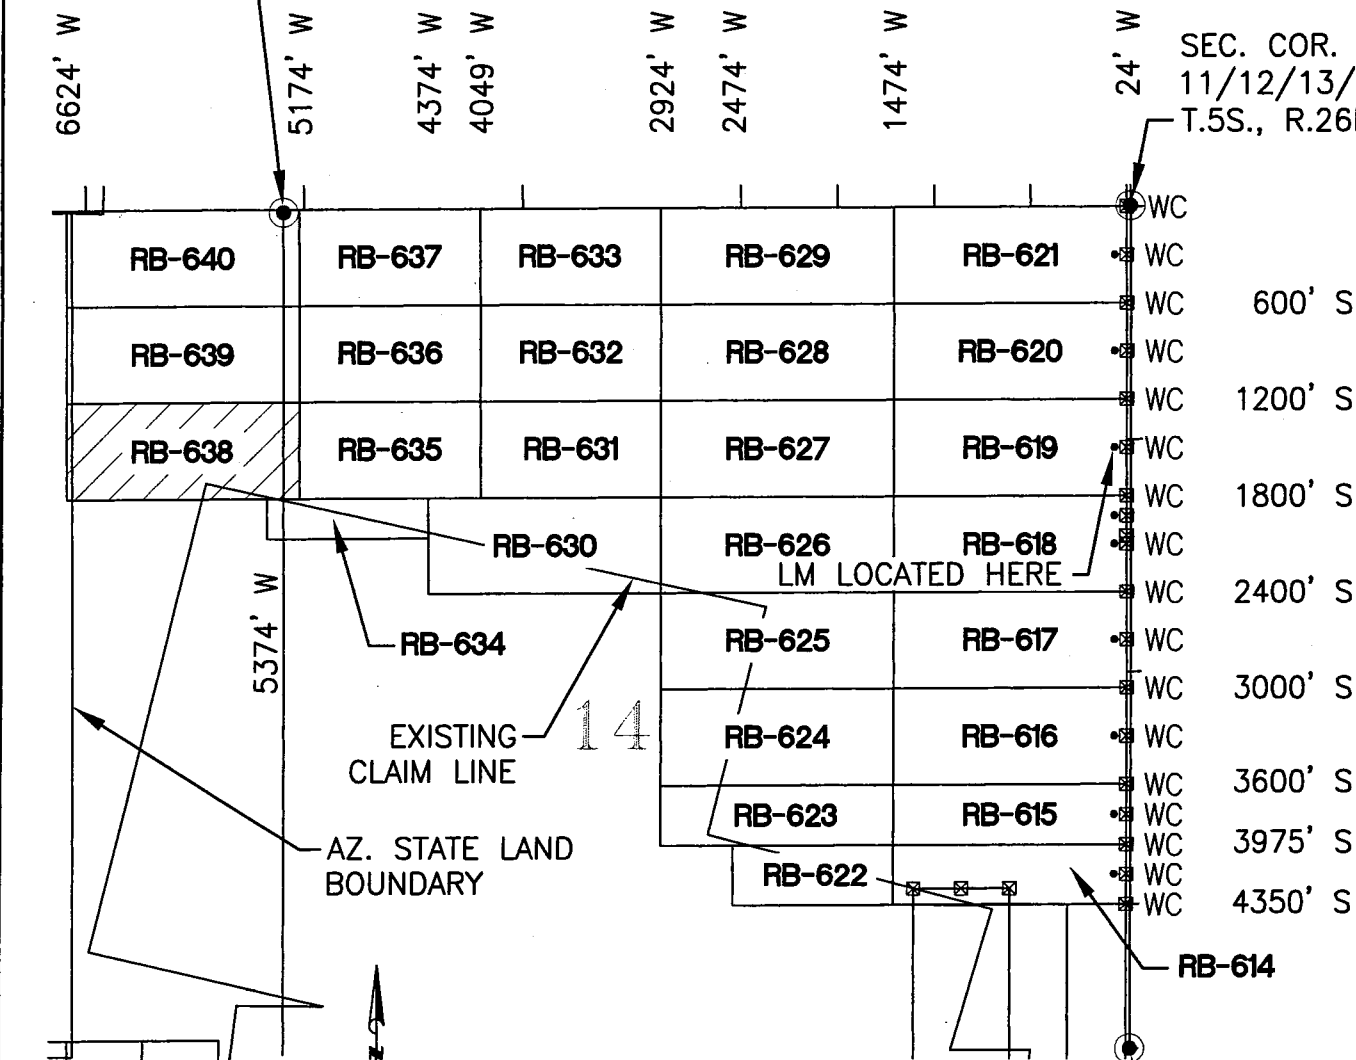 6624' W
5174' W
4374' W
4049' W
2924' W
2474' W
1474' W
24' W
SEC. COR.
11/12/13/
T.5S., R.26
WC
RB-640
RB-637
RB-633
RB-629
RB-621
WC
WC
600' S
RB-639
RB-636
RB-632
RB-628
RB-620
WC
WC
1200' S
RB-638
RB-635
RB-631
RB-627
RB-619
WC
WC
1800' S
RB-630
RB-626
RB-618
WC
LM LOCATED HERE
WC
2400' S
5374' W
RB-634
RB-625
RB-617
WC
WC
3000' S
EXISTING
CLAIM LINE
14
RB-624
RB-616
WC
WC
3600' S
RB-623
RB-615
WC
WC
3975' S
AZ. STATE LAND
BOUNDARY
RB-622
WC
WC
4350' S
RB-614